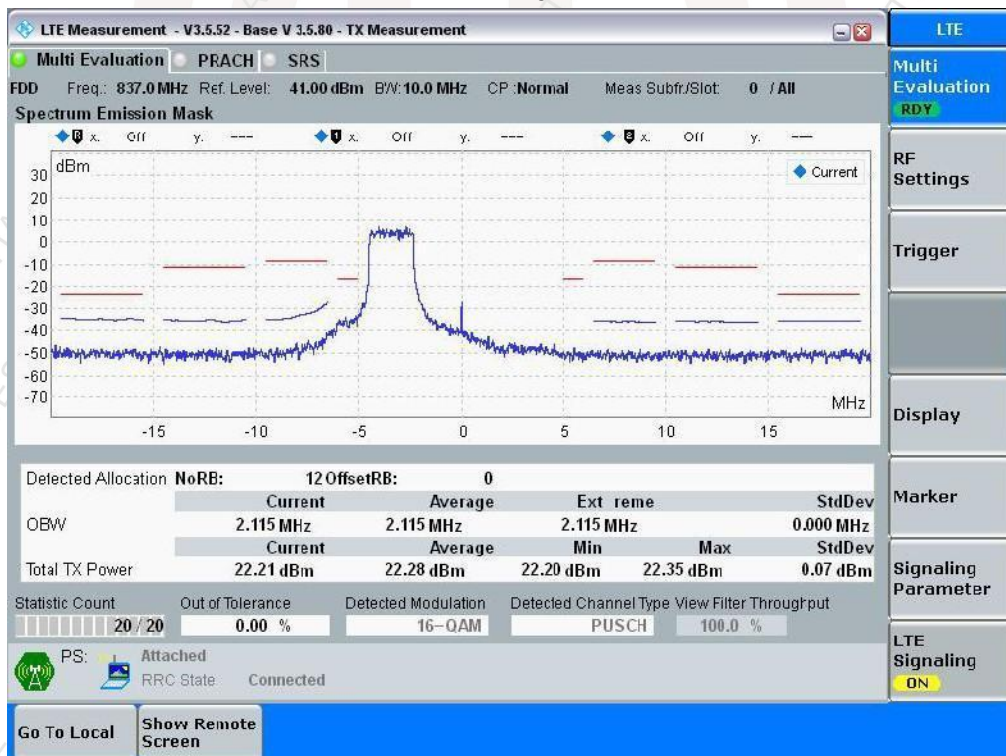 LTE Measurement - V3.5.52 - Base V 3.5.80 - TX Measurement
LTE
Multi Evaluation PRACH SRS
Multi Evaluation
RDY
FDD Freq.: 837.0 MHz Ref. Level: 41.00 dBm BW: 10.0 MHz CP : Normal Meas Subfr./Slot: 0 / All
Spectrum Emission Mask
0 x. Off y. --- 1 x. Off y. --- 2 x. Off y. ---
dBm
Current
30
20
10
0
-10
-20
-30
-40
-50
-60
-70
MHz
-15 -10 -5 0 5 10 15
RF
Settings
Trigger
Display
Marker
Signaling
Parameter
LTE
Signaling
ON
Detected Allocation NoRB: 12 OffsetRB: 0
Current Average Ext reme StdDev
OBW 2.115 MHz 2.115 MHz 2.115 MHz 0.000 MHz
Current Average Min Max StdDev
Total TX Power 22.21 dBm 22.28 dBm 22.20 dBm 22.35 dBm 0.07 dBm
Statistic Count Out of Tolerance Detected Modulation Detected Channel Type View Filter Throughput
20 / 20 0.00 % 16-QAM PUSCH 100.0 %
PS: Attached
RRC State Connected
Go To Local
Show Remote
Screen